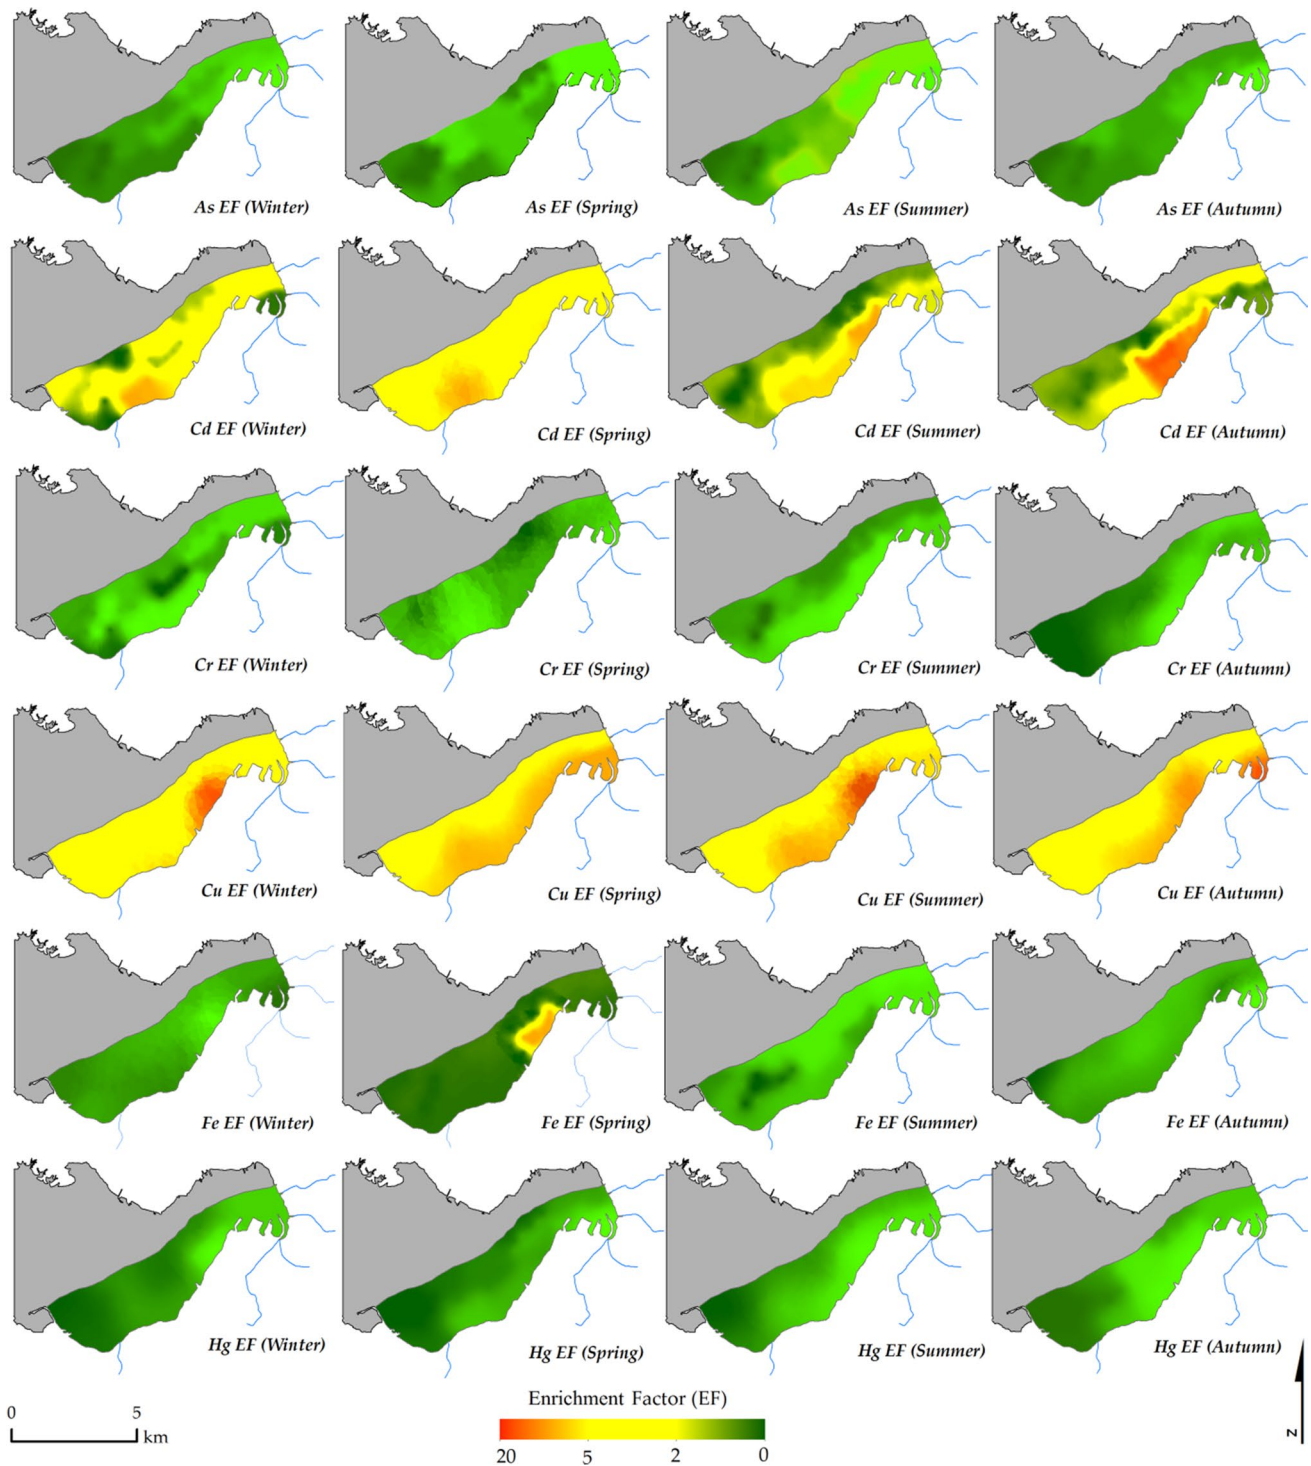 As EF (Winter)
As EF (Spring)
As EF (Summer)
As EF (Autumn)
Cd EF (Winter)
Cd EF (Spring)
Cd EF (Summer)
Cd EF (Autumn)
Cr EF (Winter)
Cr EF (Spring)
Cr EF (Summer)
Cr EF (Autumn)
Cu EF (Winter)
Cu EF (Spring)
Cu EF (Summer)
Cu EF (Autumn)
Fe EF (Winter)
Fe EF (Spring)
Fe EF (Summer)
Fe EF (Autumn)
Hg EF (Winter)
Hg EF (Spring)
Hg EF (Summer)
Hg EF (Autumn)
Enrichment Factor (EF)
0 5
km
20 5 2 0
N